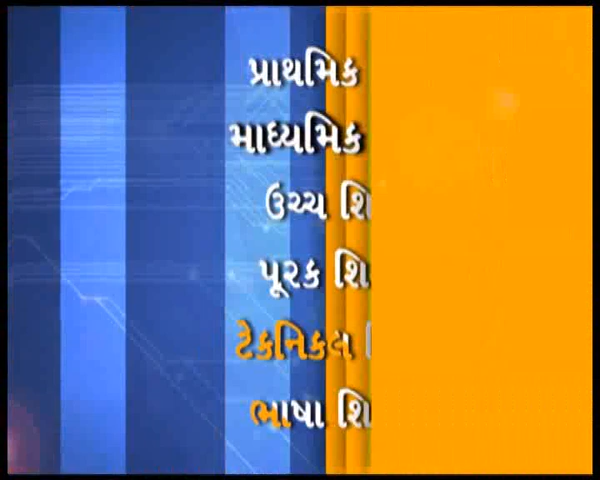 પ્રાથમિક
માધ્યમિક
ઉચ્ચ શિ
પૂરક શિ
ટેકનિકલ
ભાષા શિ